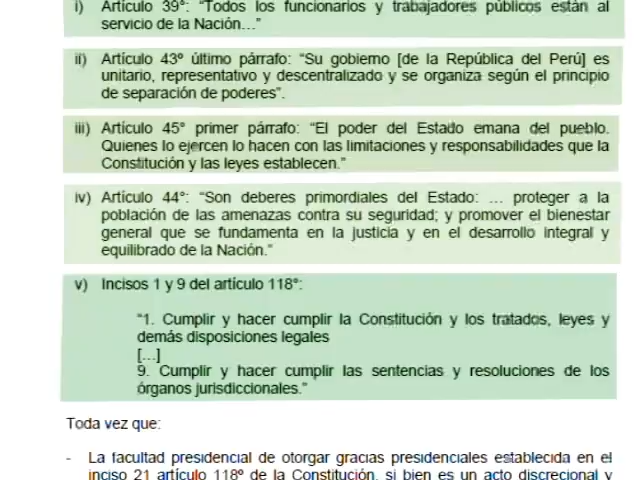 i) Artículo 39°: "Todos los funcionarios y trabajadores públicos están al
servicio de la Nación…"
ii) Artículo 43º último párrafo: "Su gobierno [de la República del Perú] es
unitario, representativo y descentralizado y se organiza según el principio
de separación de poderes".
iii) Artículo 45° primer párrafo: "El poder del Estado emana del pueblo.
Quienes lo ejercen lo hacen con las limitaciones y responsabilidades que la
Constitución y las leyes establecen."
iv) Artículo 44°: "Son deberes primordiales del Estado: ... proteger a la
población de las amenazas contra su seguridad; y promover el bienestar
general que se fundamenta en la justicia y en el desarrollo integral y
equilibrado de la Nación."
v) Incisos 1 y 9 del artículo 118°:
"1. Cumplir y hacer cumplir la Constitución y los tratados, leyes y
demás disposiciones legales
[...]
9. Cumplir y hacer cumplir las sentencias y resoluciones de los
órganos jurisdiccionales."
Toda vez que:
- La facultad presidencial de otorgar gracias presidenciales establecida en el
inciso 21 artículo 118º de la Constitución, si bien es un acto discrecional y